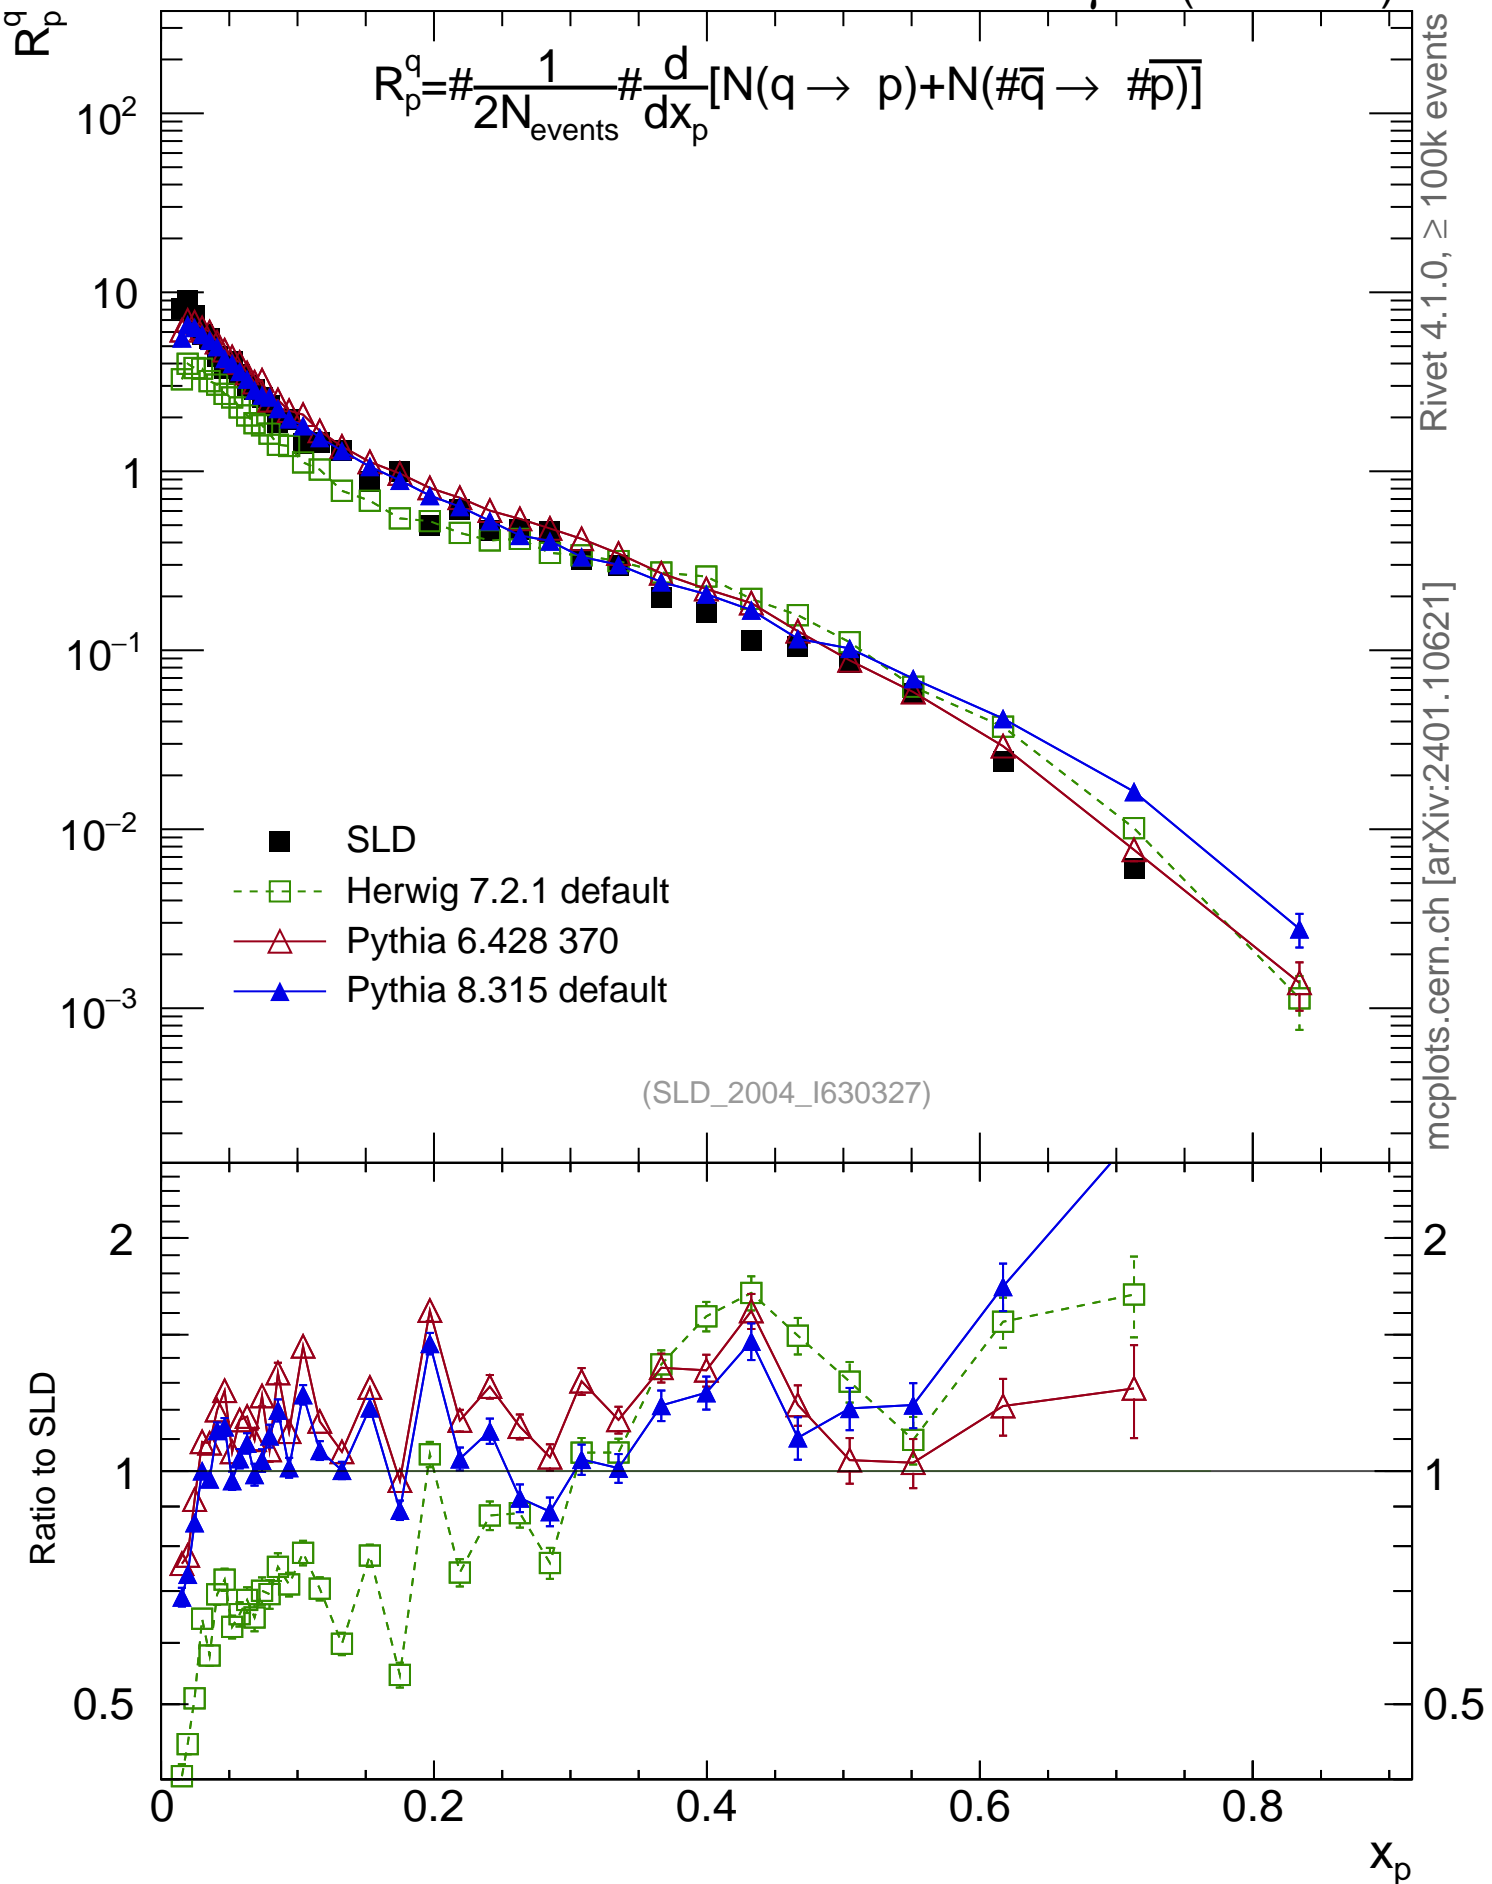 R_p^q
R_p^q=# 1/2N_events # d/dx_p [N(q → p)+N(#q̅ → #p̅)]
10^2
10
1
10^−1
10^−2
10^−3
SLD
Herwig 7.2.1 default
Pythia 6.428 370
Pythia 8.315 default
(SLD_2004_I630327)
Rivet 4.1.0, ≥ 100k events
mcplots.cern.ch [arXiv:2401.10621]
Ratio to SLD
2
1
0.5
2
1
0.5
0 0.2 0.4 0.6 0.8
x_p